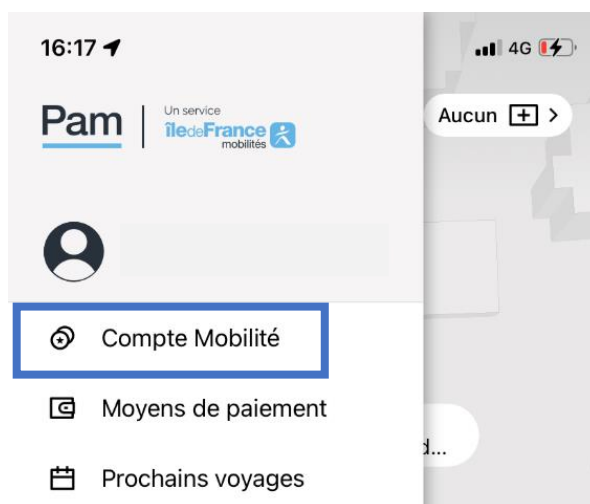 16:17
4G
Pam
Un service
îledeFrance
mobilités
Aucun
Compte Mobilité
Moyens de paiement
d...
Prochains voyages